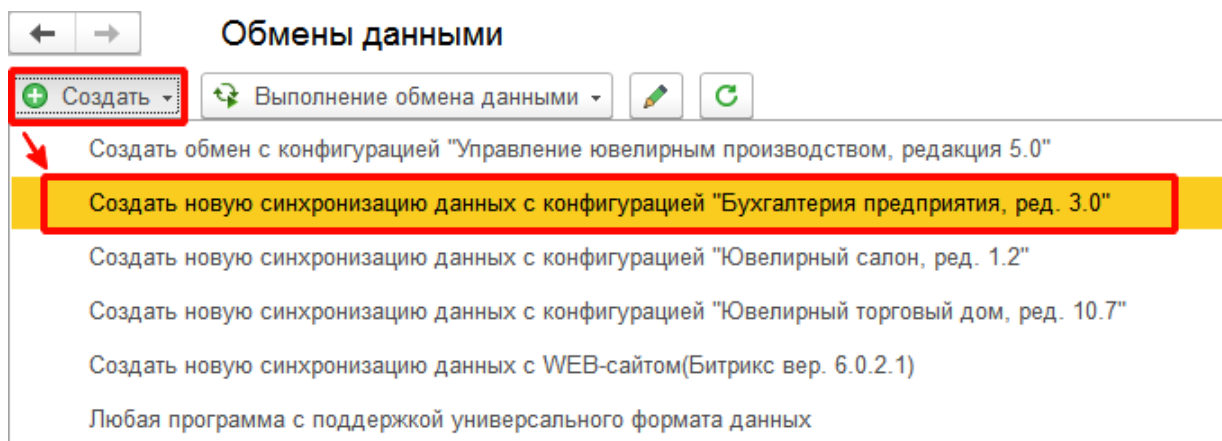 Обмены данными
Создать Выполнение обмена данными
Создать обмен с конфигурацией "Управление ювелирным производством, редакция 5.0"
Создать новую синхронизацию данных с конфигурацией "Бухгалтерия предприятия, ред. 3.0"
Создать новую синхронизацию данных с конфигурацией "Ювелирный салон, ред. 1.2"
Создать новую синхронизацию данных с конфигурацией "Ювелирный торговый дом, ред. 10.7"
Создать новую синхронизацию данных с WEB-сайтом(Битрикс вер. 6.0.2.1)
Любая программа с поддержкой универсального формата данных